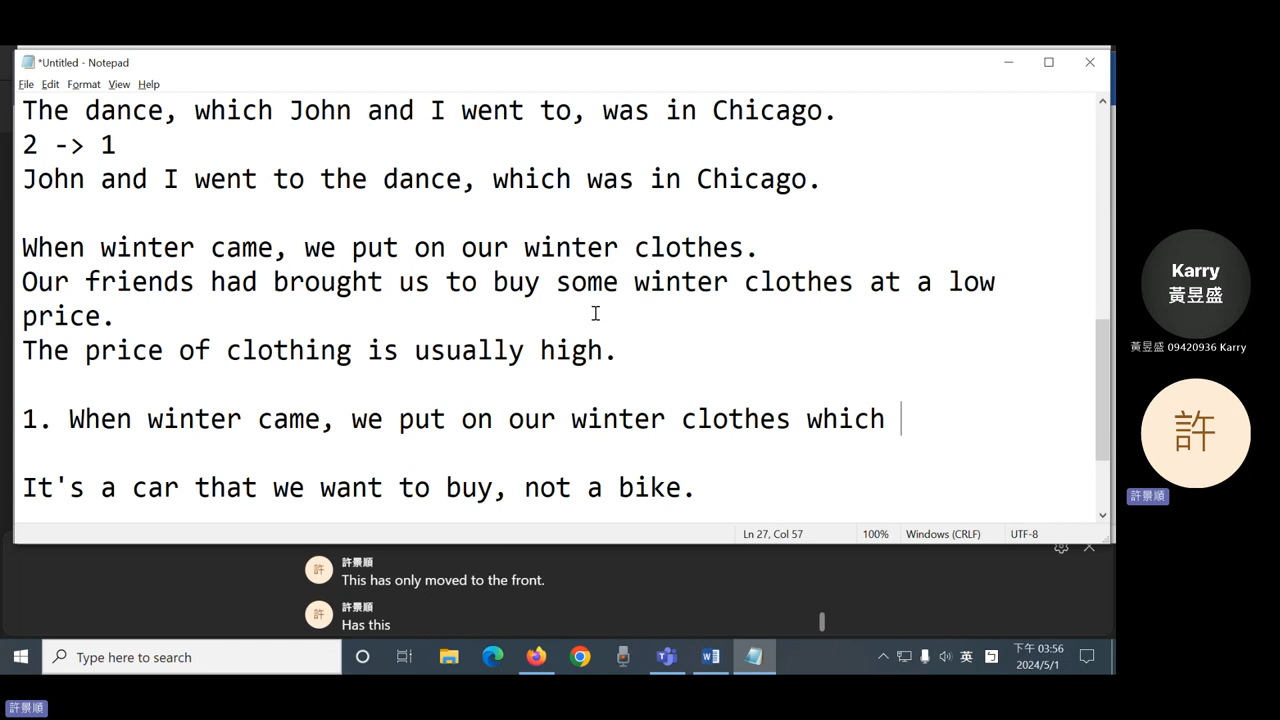 *Untitled - Notepad
File Edit Format View Help
The dance, which John and I went to, was in Chicago.
2 -> 1
John and I went to the dance, which was in Chicago.
When winter came, we put on our winter clothes.
Our friends had brought us to buy some winter clothes at a low
price.
The price of clothing is usually high.
1. When winter came, we put on our winter clothes which
It's a car that we want to buy, not a bike.
Ln 27, Col 57 100% Windows (CRLF) UTF-8
Karry
黃昱盛
黃昱盛 09420936 Karry
許
許景順
許 許景順
This has only moved to the front.
許 許景順
Has this
Type here to search
英
下午 03:56
2024/5/1
許景順